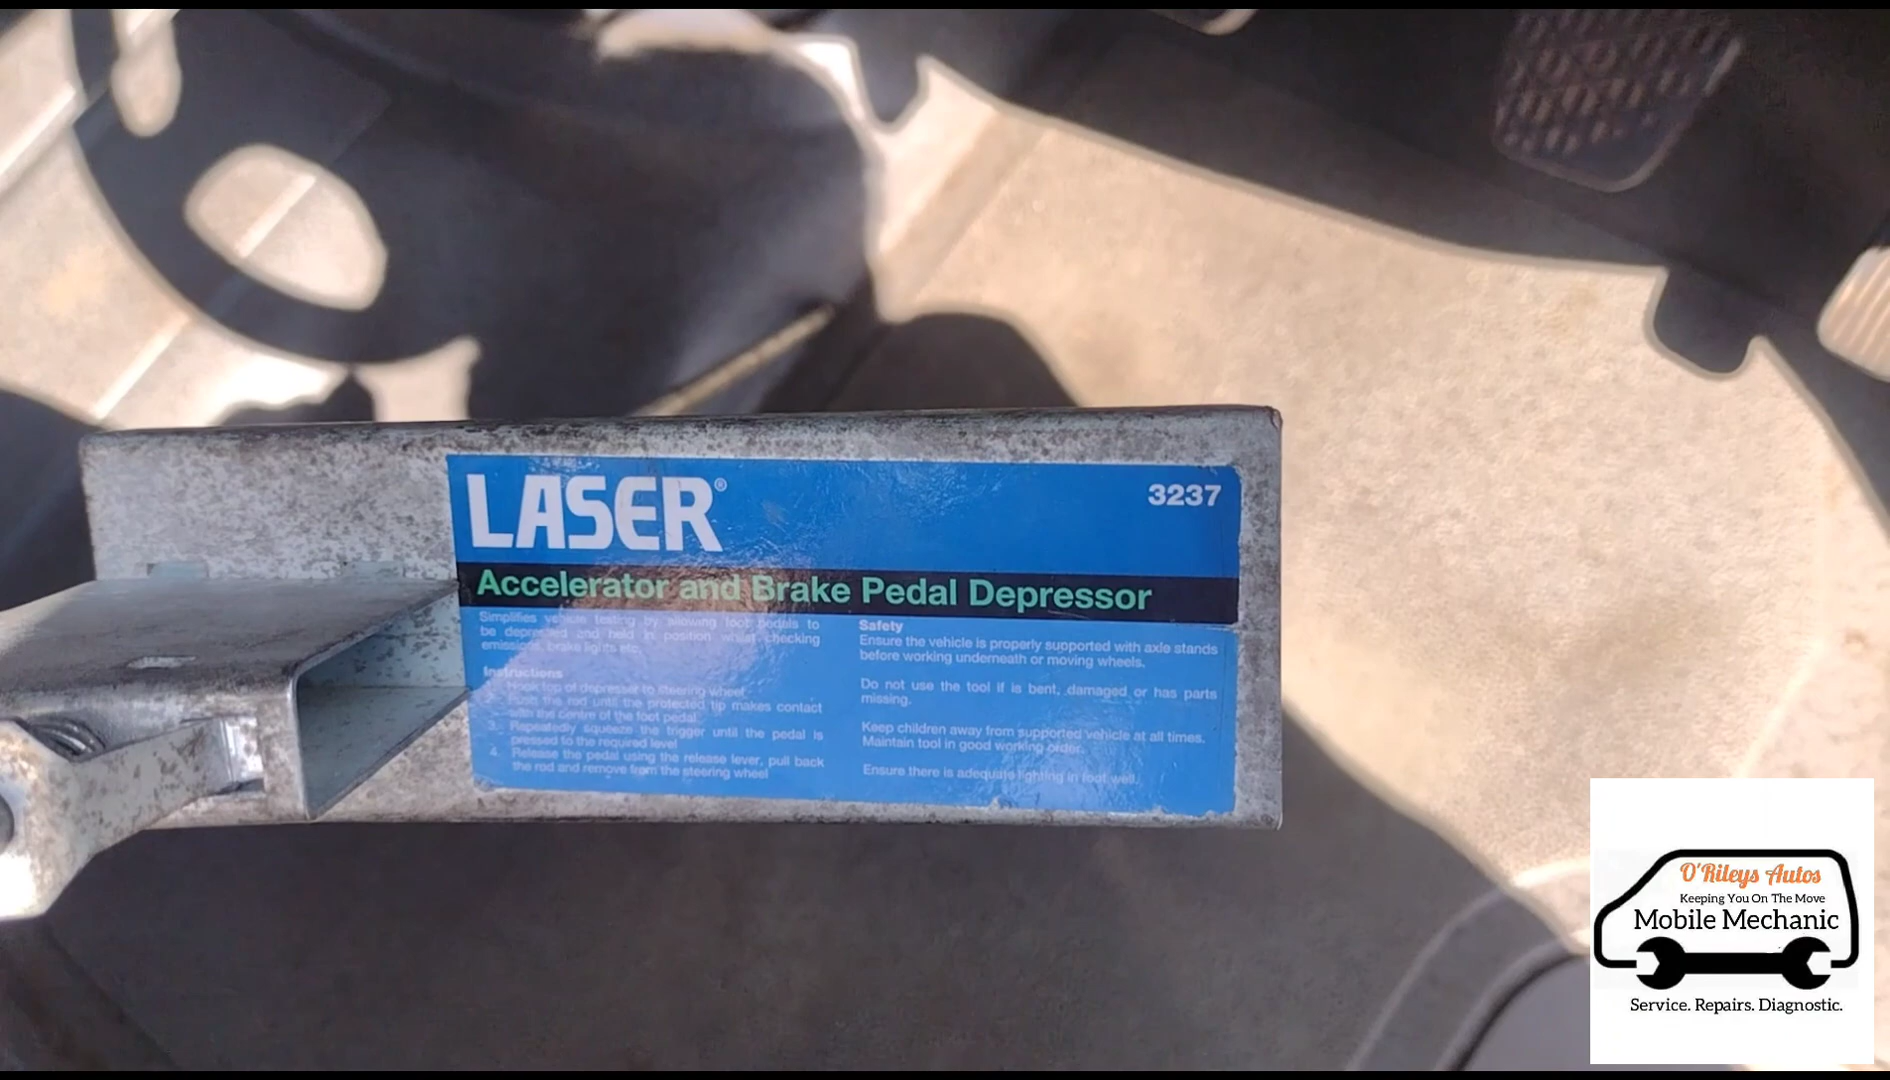 LASER®
3237
Accelerator and Brake Pedal Depressor
Simplifies vehicle testing by allowing foot pedals to
be depressed and held in position whilst checking
emissions, brake lights etc.
Instructions
1. Hook top of depressor to steering wheel
2. Push the rod until the protected tip makes contact
with the centre of the foot pedal
3. Repeatedly squeeze the trigger until the pedal is
pressed to the required level
4. Release the pedal using the release lever, pull back
the rod and remove from the steering wheel
Safety
Ensure the vehicle is properly supported with axle stands
before working underneath or moving wheels.
Do not use the tool if is bent, damaged or has parts
missing.
Keep children away from supported vehicle at all times.
Maintain tool in good working order.
Ensure there is adequate lighting in foot well.
O'Rileys Autos
Keeping You On The Move
Mobile Mechanic
Service. Repairs. Diagnostic.